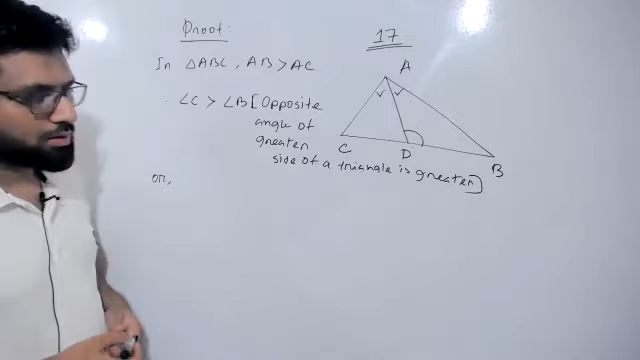 Proof:
17
In △ABC, AB > AC
∴ ∠C > ∠B [Opposite
angle of
greater
side of a triangle is greater]
or,
A
C
D
B